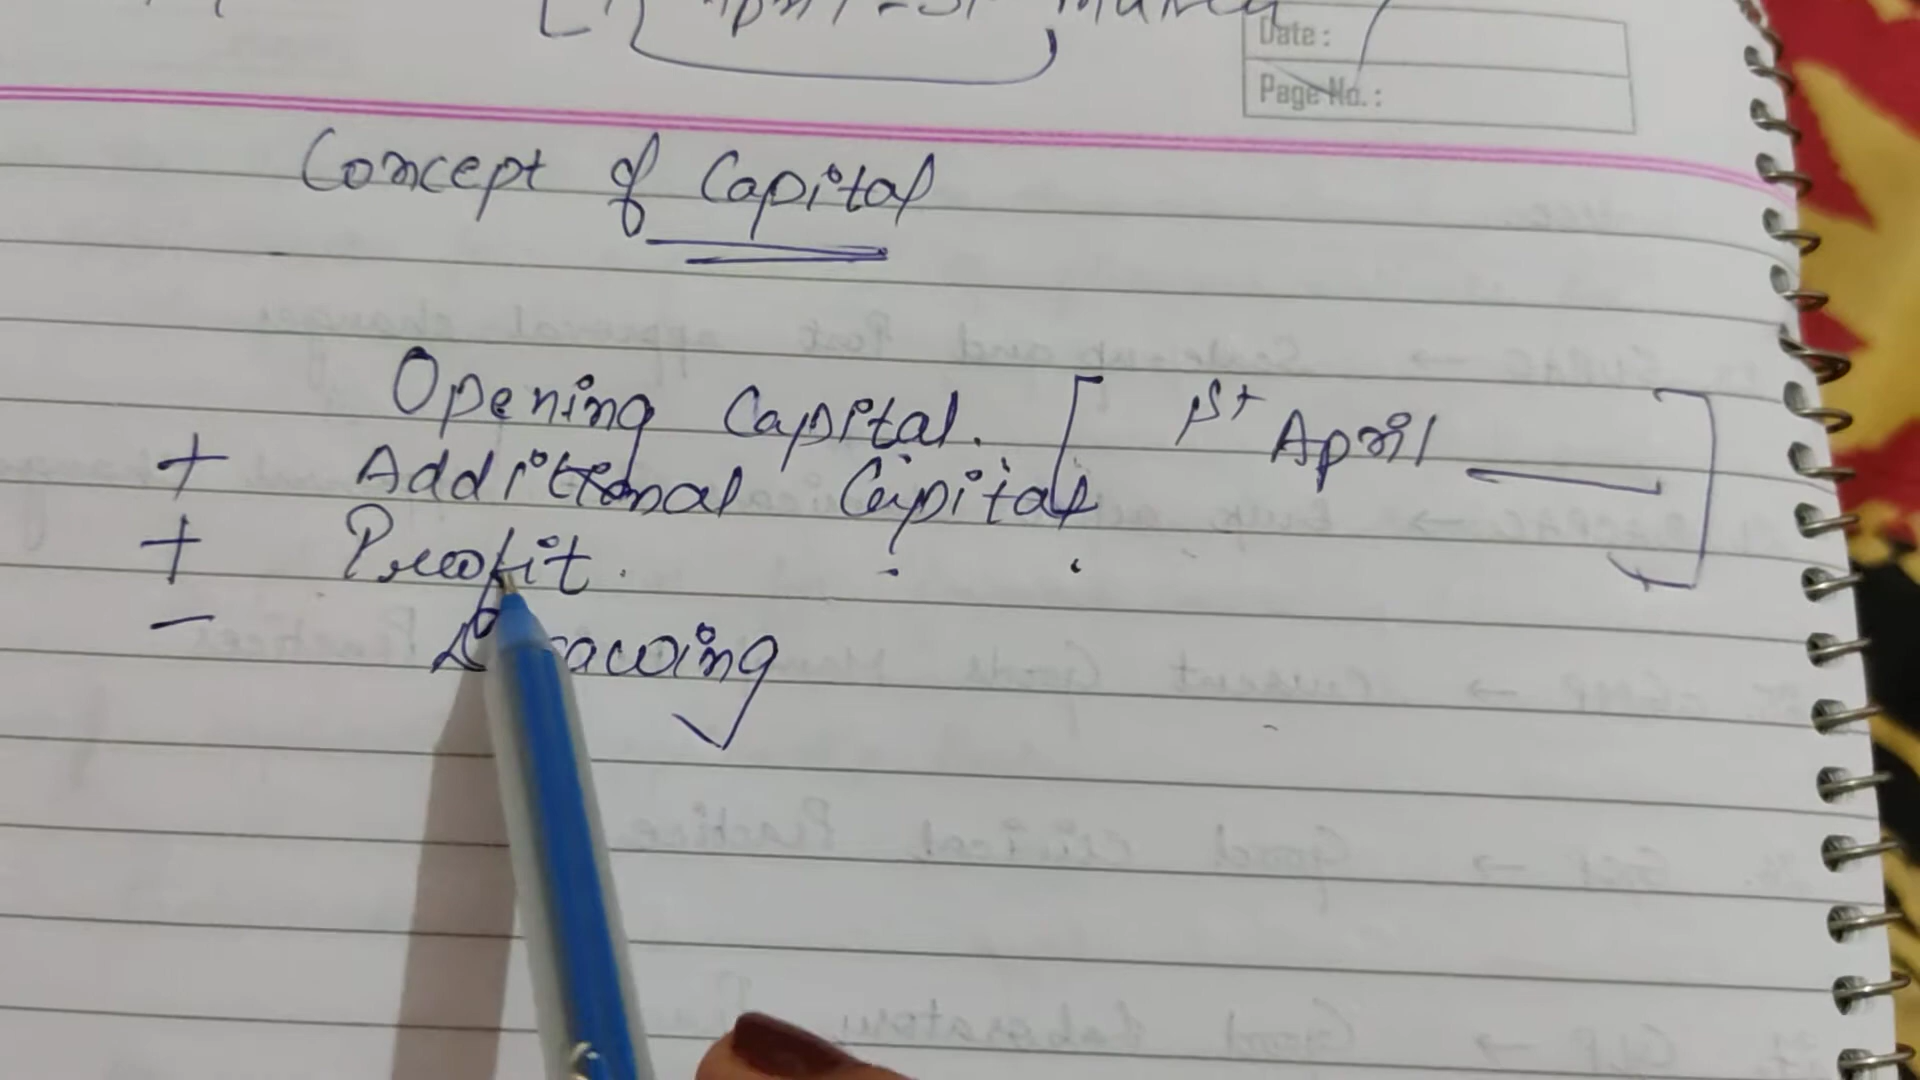 Date :
Page No. :
Concept of Capital
Opening Capital. [ 1st April — ]
+ Additional Capital
+ Profit.
- Drawing